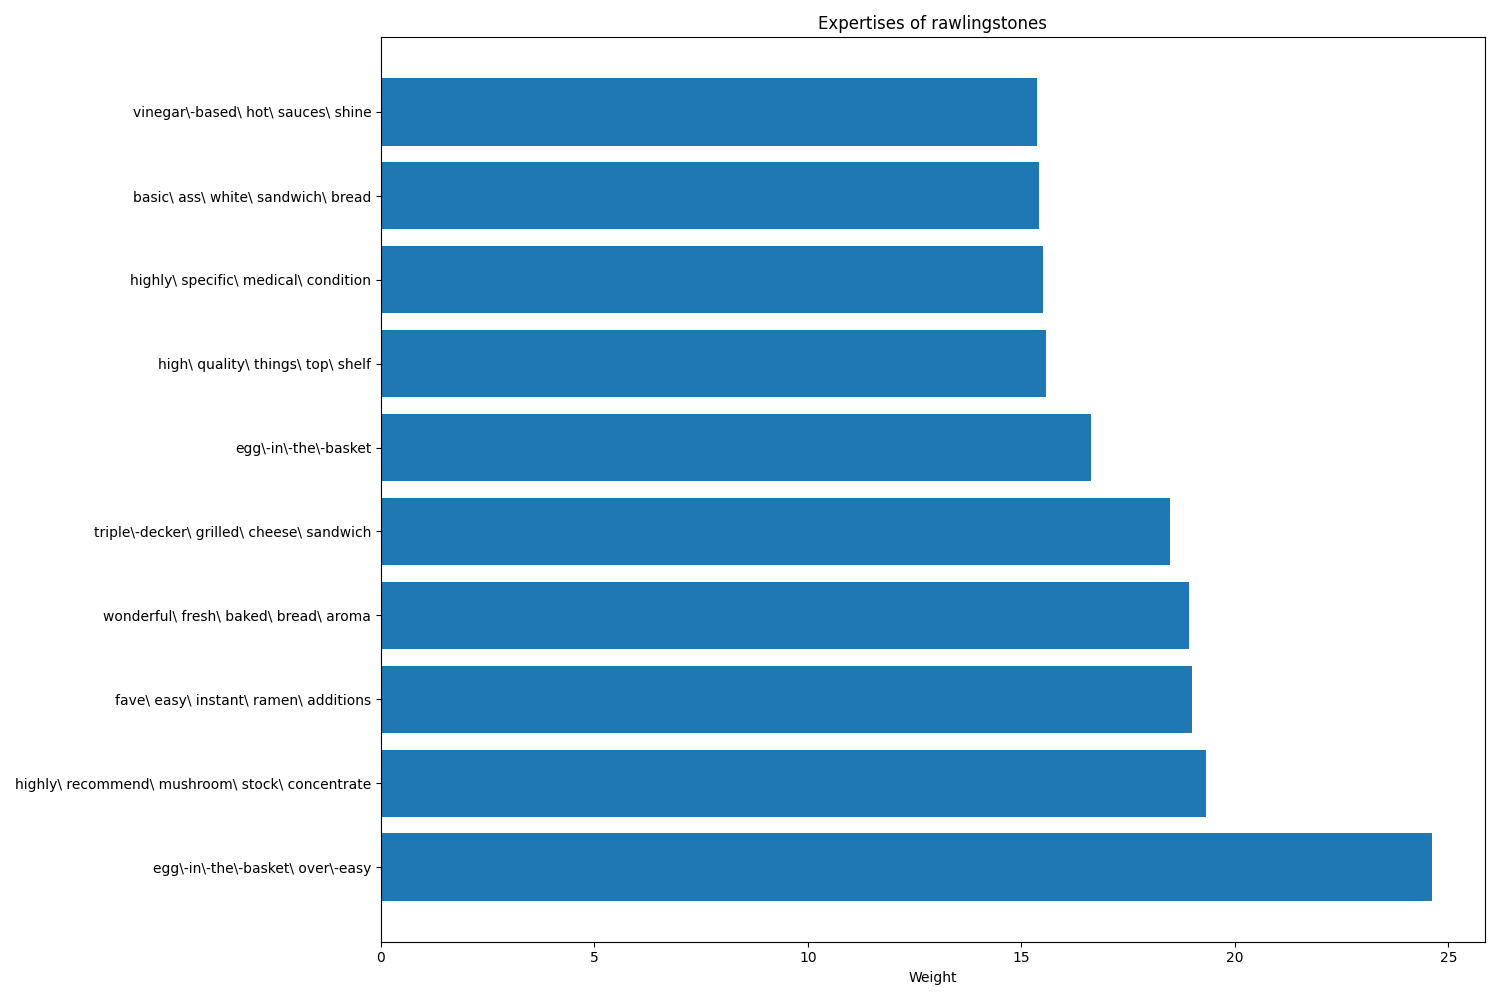 Expertises of rawlingstones
vinegar\-based\ hot\ sauces\ shine
basic\ ass\ white\ sandwich\ bread
highly\ specific\ medical\ condition
high\ quality\ things\ top\ shelf
egg\-in\-the\-basket
triple\-decker\ grilled\ cheese\ sandwich
wonderful\ fresh\ baked\ bread\ aroma
fave\ easy\ instant\ ramen\ additions
highly\ recommend\ mushroom\ stock\ concentrate
egg\-in\-the\-basket\ over\-easy
0 5 10 15 20 25
Weight